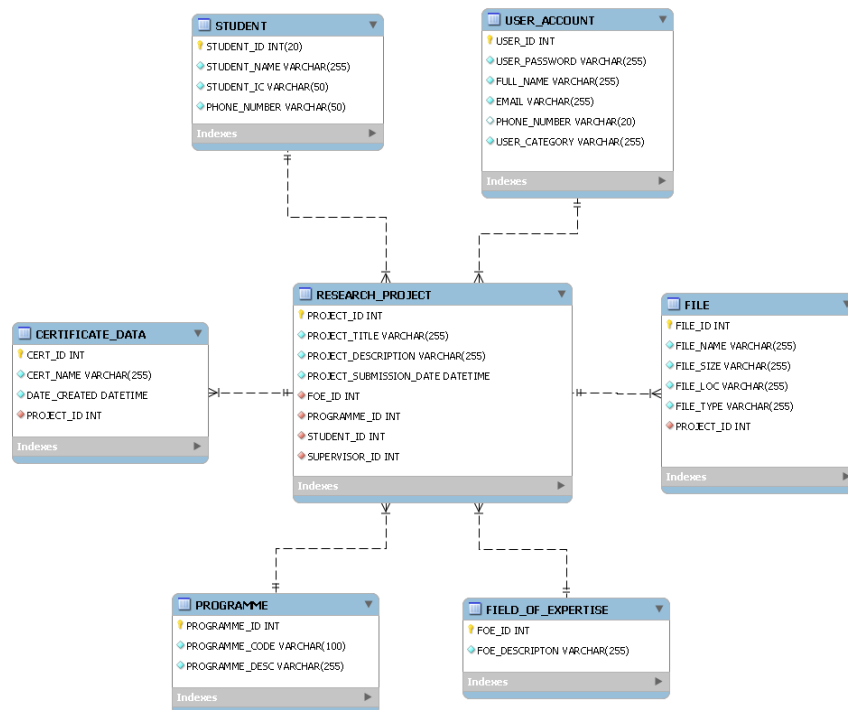 STUDENT
STUDENT_ID INT(20)
STUDENT_NAME VARCHAR(255)
STUDENT_IC VARCHAR(50)
PHONE_NUMBER VARCHAR(50)
Indexes
USER_ACCOUNT
USER_ID INT
USER_PASSWORD VARCHAR(255)
FULL_NAME VARCHAR(255)
EMAIL VARCHAR(255)
PHONE_NUMBER VARCHAR(20)
USER_CATEGORY VARCHAR(255)
Indexes
CERTIFICATE_DATA
CERT_ID INT
CERT_NAME VARCHAR(255)
DATE_CREATED DATETIME
PROJECT_ID INT
Indexes
RESEARCH_PROJECT
PROJECT_ID INT
PROJECT_TITLE VARCHAR(255)
PROJECT_DESCRIPTION VARCHAR(255)
PROJECT_SUBMISSION_DATE DATETIME
FOE_ID INT
PROGRAMME_ID INT
STUDENT_ID INT
SUPERVISOR_ID INT
Indexes
FILE
FILE_ID INT
FILE_NAME VARCHAR(255)
FILE_SIZE VARCHAR(255)
FILE_LOC VARCHAR(255)
FILE_TYPE VARCHAR(255)
PROJECT_ID INT
Indexes
PROGRAMME
PROGRAMME_ID INT
PROGRAMME_CODE VARCHAR(100)
PROGRAMME_DESC VARCHAR(255)
Indexes
FIELD_OF_EXPERTISE
FOE_ID INT
FOE_DESCRIPTON VARCHAR(255)
Indexes